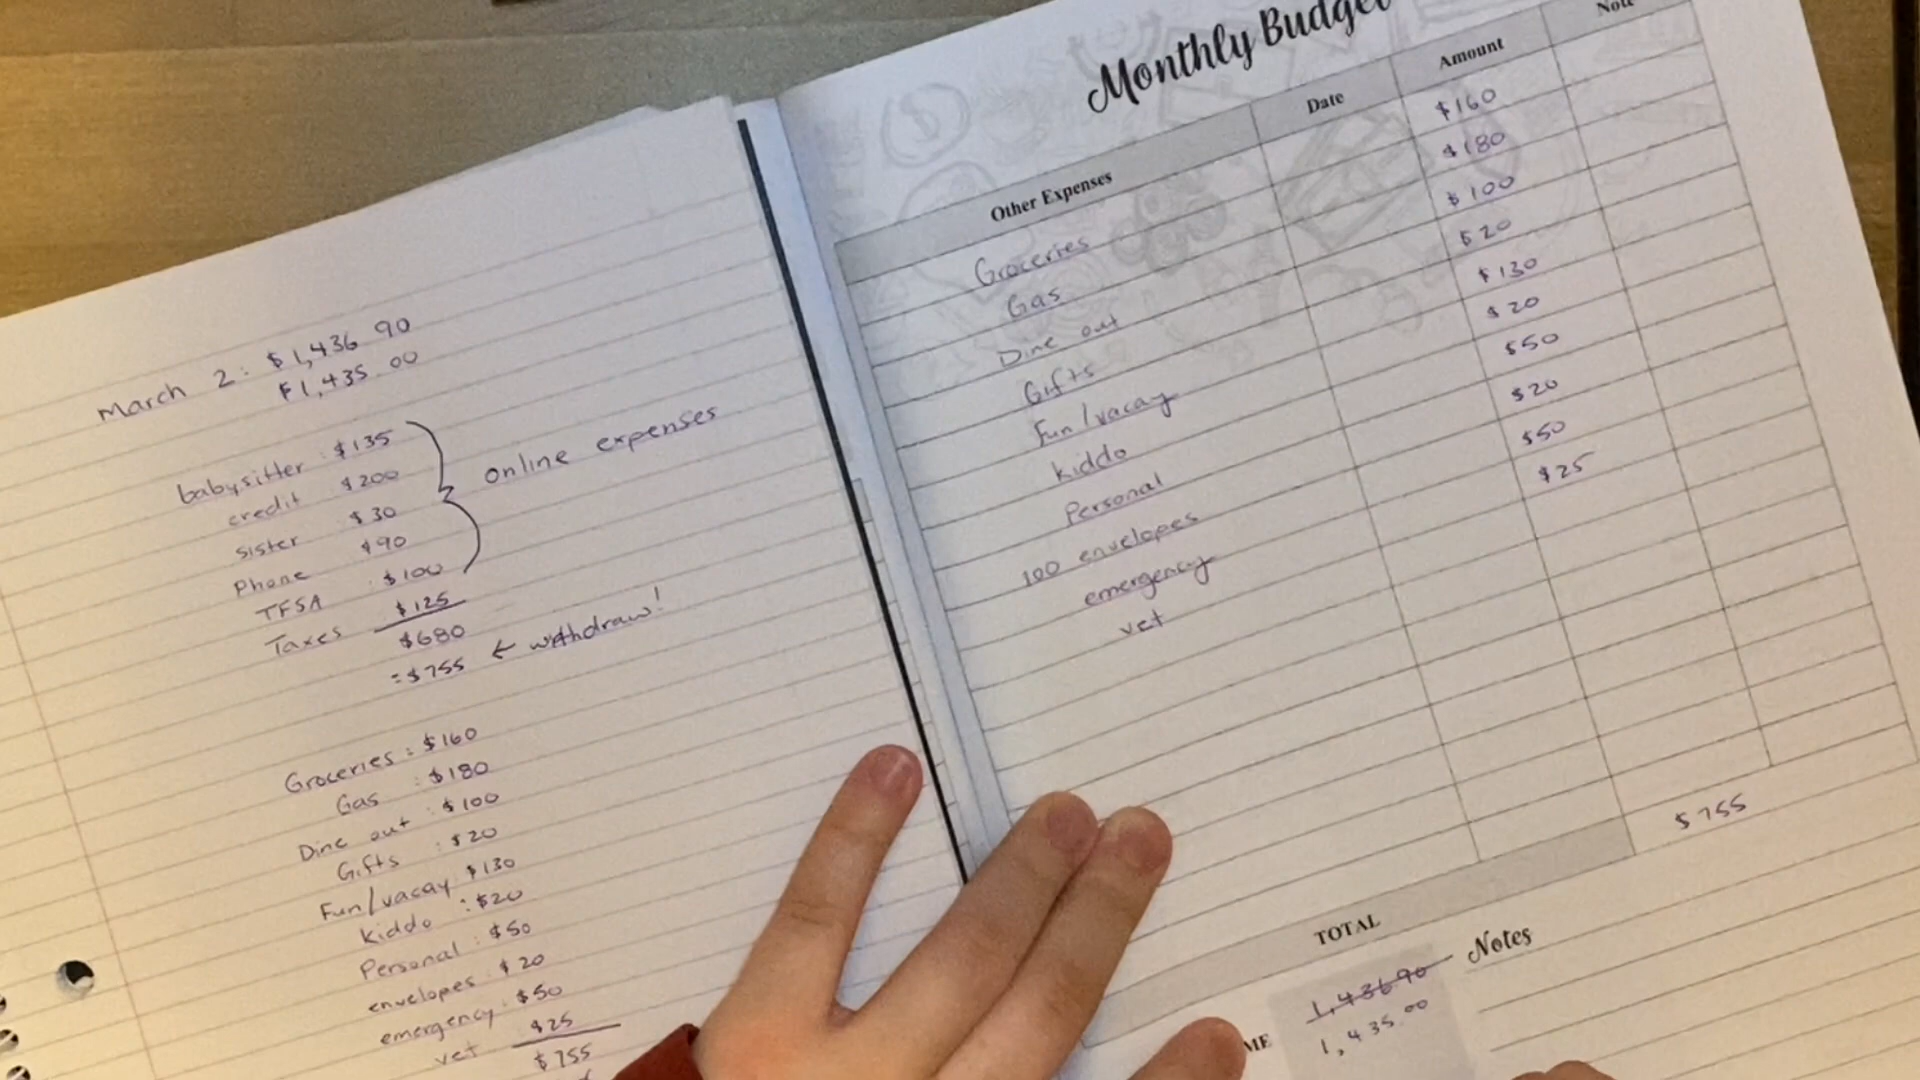 March 2: $1,436 90
$1,435 00
babysitter: $135
credit $200
sister $30
Phone $90
TFSA : $100
Taxes $125
$680
= $755 ← withdraw!
online expenses
Groceries: $160
Gas : $180
Dine out : $100
Gifts : $20
Fun/vacay $130
Kiddo : $20
Personal : $50
envelopes : $20
emergency: $50
vet $25
$755
Monthly Budget
Other Expenses Date Amount Note
Groceries $160
Gas $180
Dine out $100
Gifts $20
Fun/vacay $130
Kiddo $20
Personal $50
100 envelopes $20
emergency $50
vet $25
TOTAL $755
1,436 90
1,435.00
ME
Notes